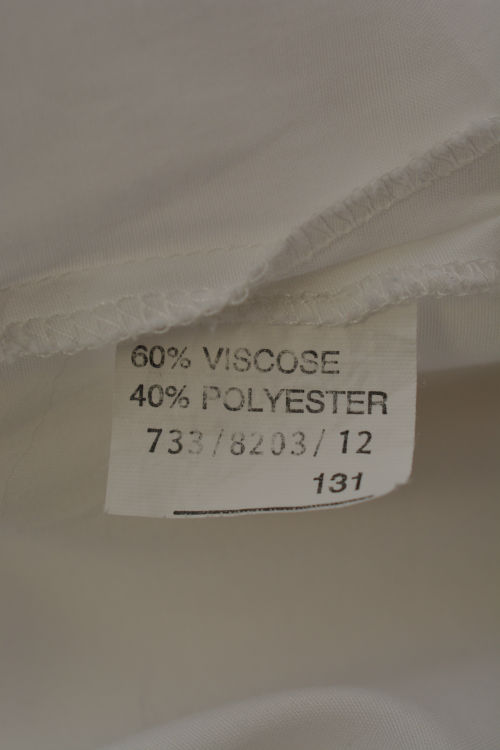 60% VISCOSE
40% POLYESTER
733/8203/12
131